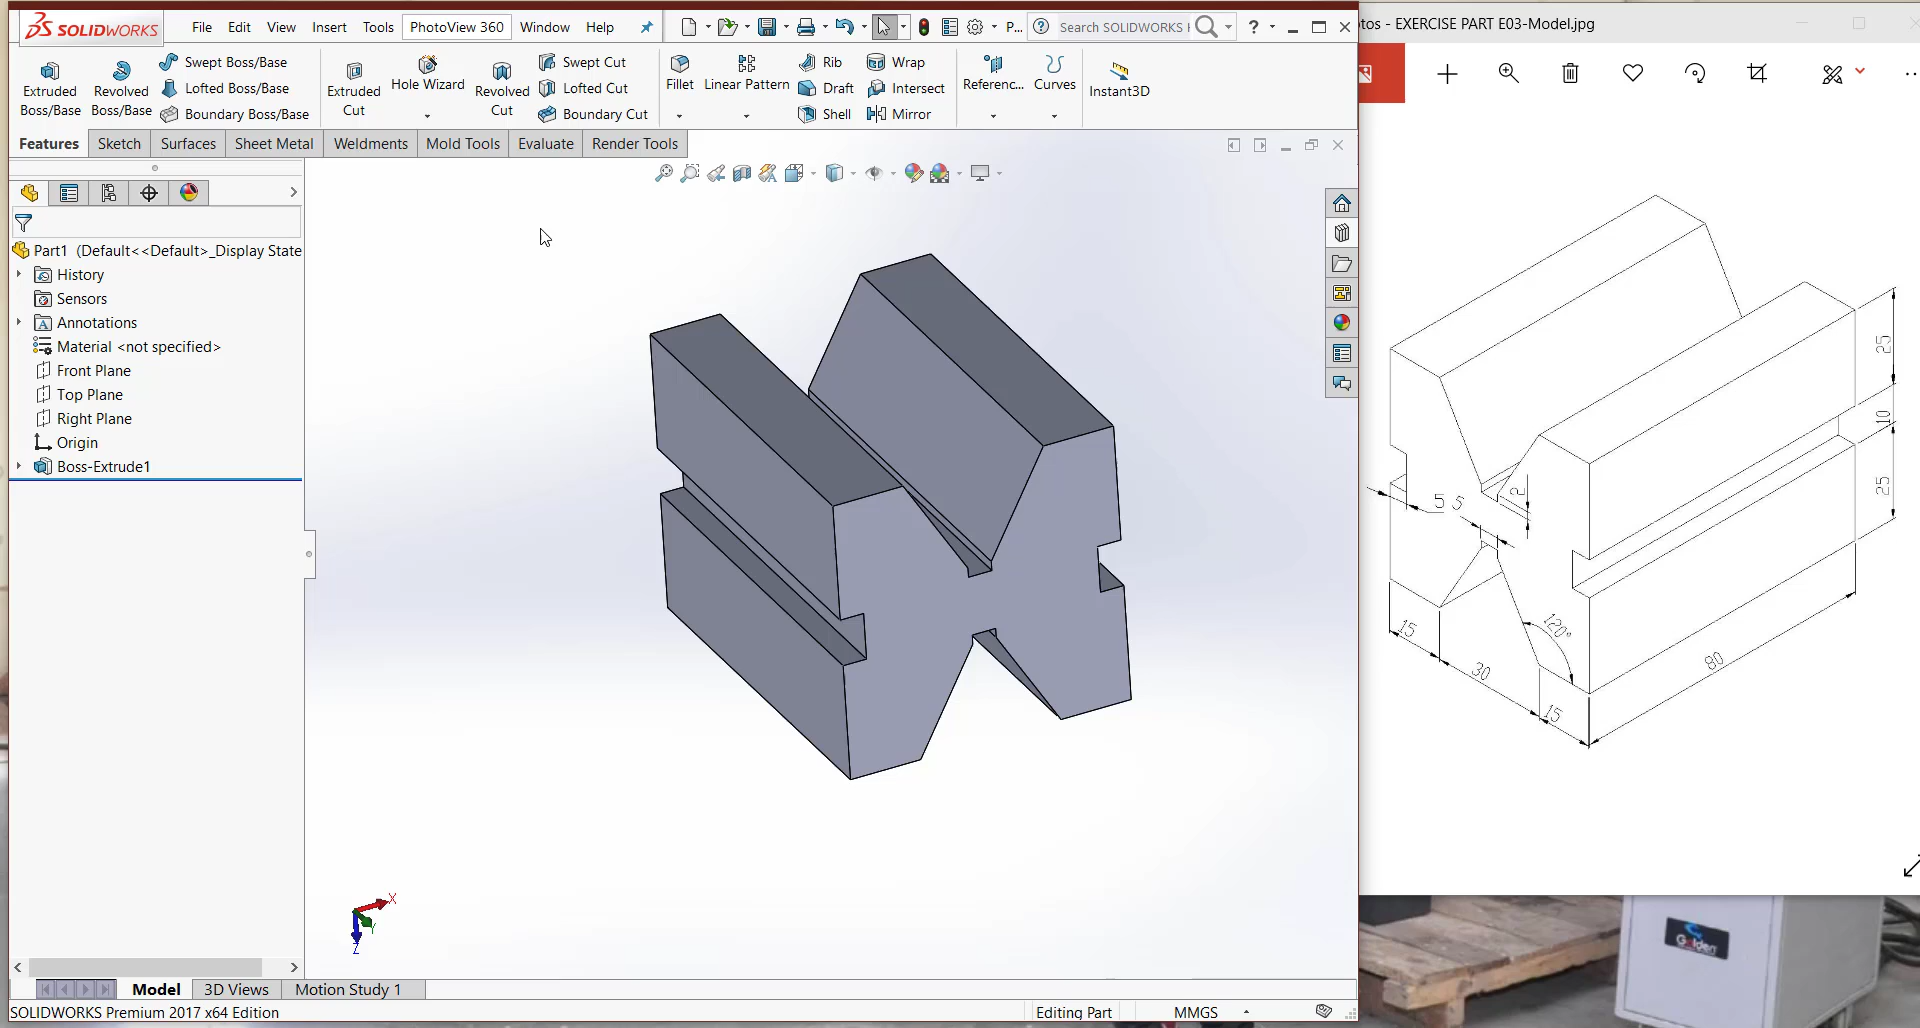 SOLIDWORKS
File Edit View Insert Tools PhotoView 360 Window Help
P...
Search SOLIDWORKS
?
Extruded Boss/Base
Revolved Boss/Base
Swept Boss/Base
Lofted Boss/Base
Boundary Boss/Base
Extruded Cut
Hole Wizard
Revolved Cut
Swept Cut
Lofted Cut
Boundary Cut
Fillet
Linear Pattern
Rib
Draft
Shell
Wrap
Intersect
Mirror
Referenc...
Curves
Instant3D
Features Sketch Surfaces Sheet Metal Weldments Mold Tools Evaluate Render Tools
Part1 (Default<<Default>_Display State
History
Sensors
Annotations
Material <not specified>
Front Plane
Top Plane
Right Plane
Origin
Boss-Extrude1
X
Y
Z
Model 3D Views Motion Study 1
SOLIDWORKS Premium 2017 x64 Edition
Editing Part
MMGS
tos - EXERCISE PART E03-Model.jpg
25
10
25
5
5
2
120°
15
30
15
80
Golden